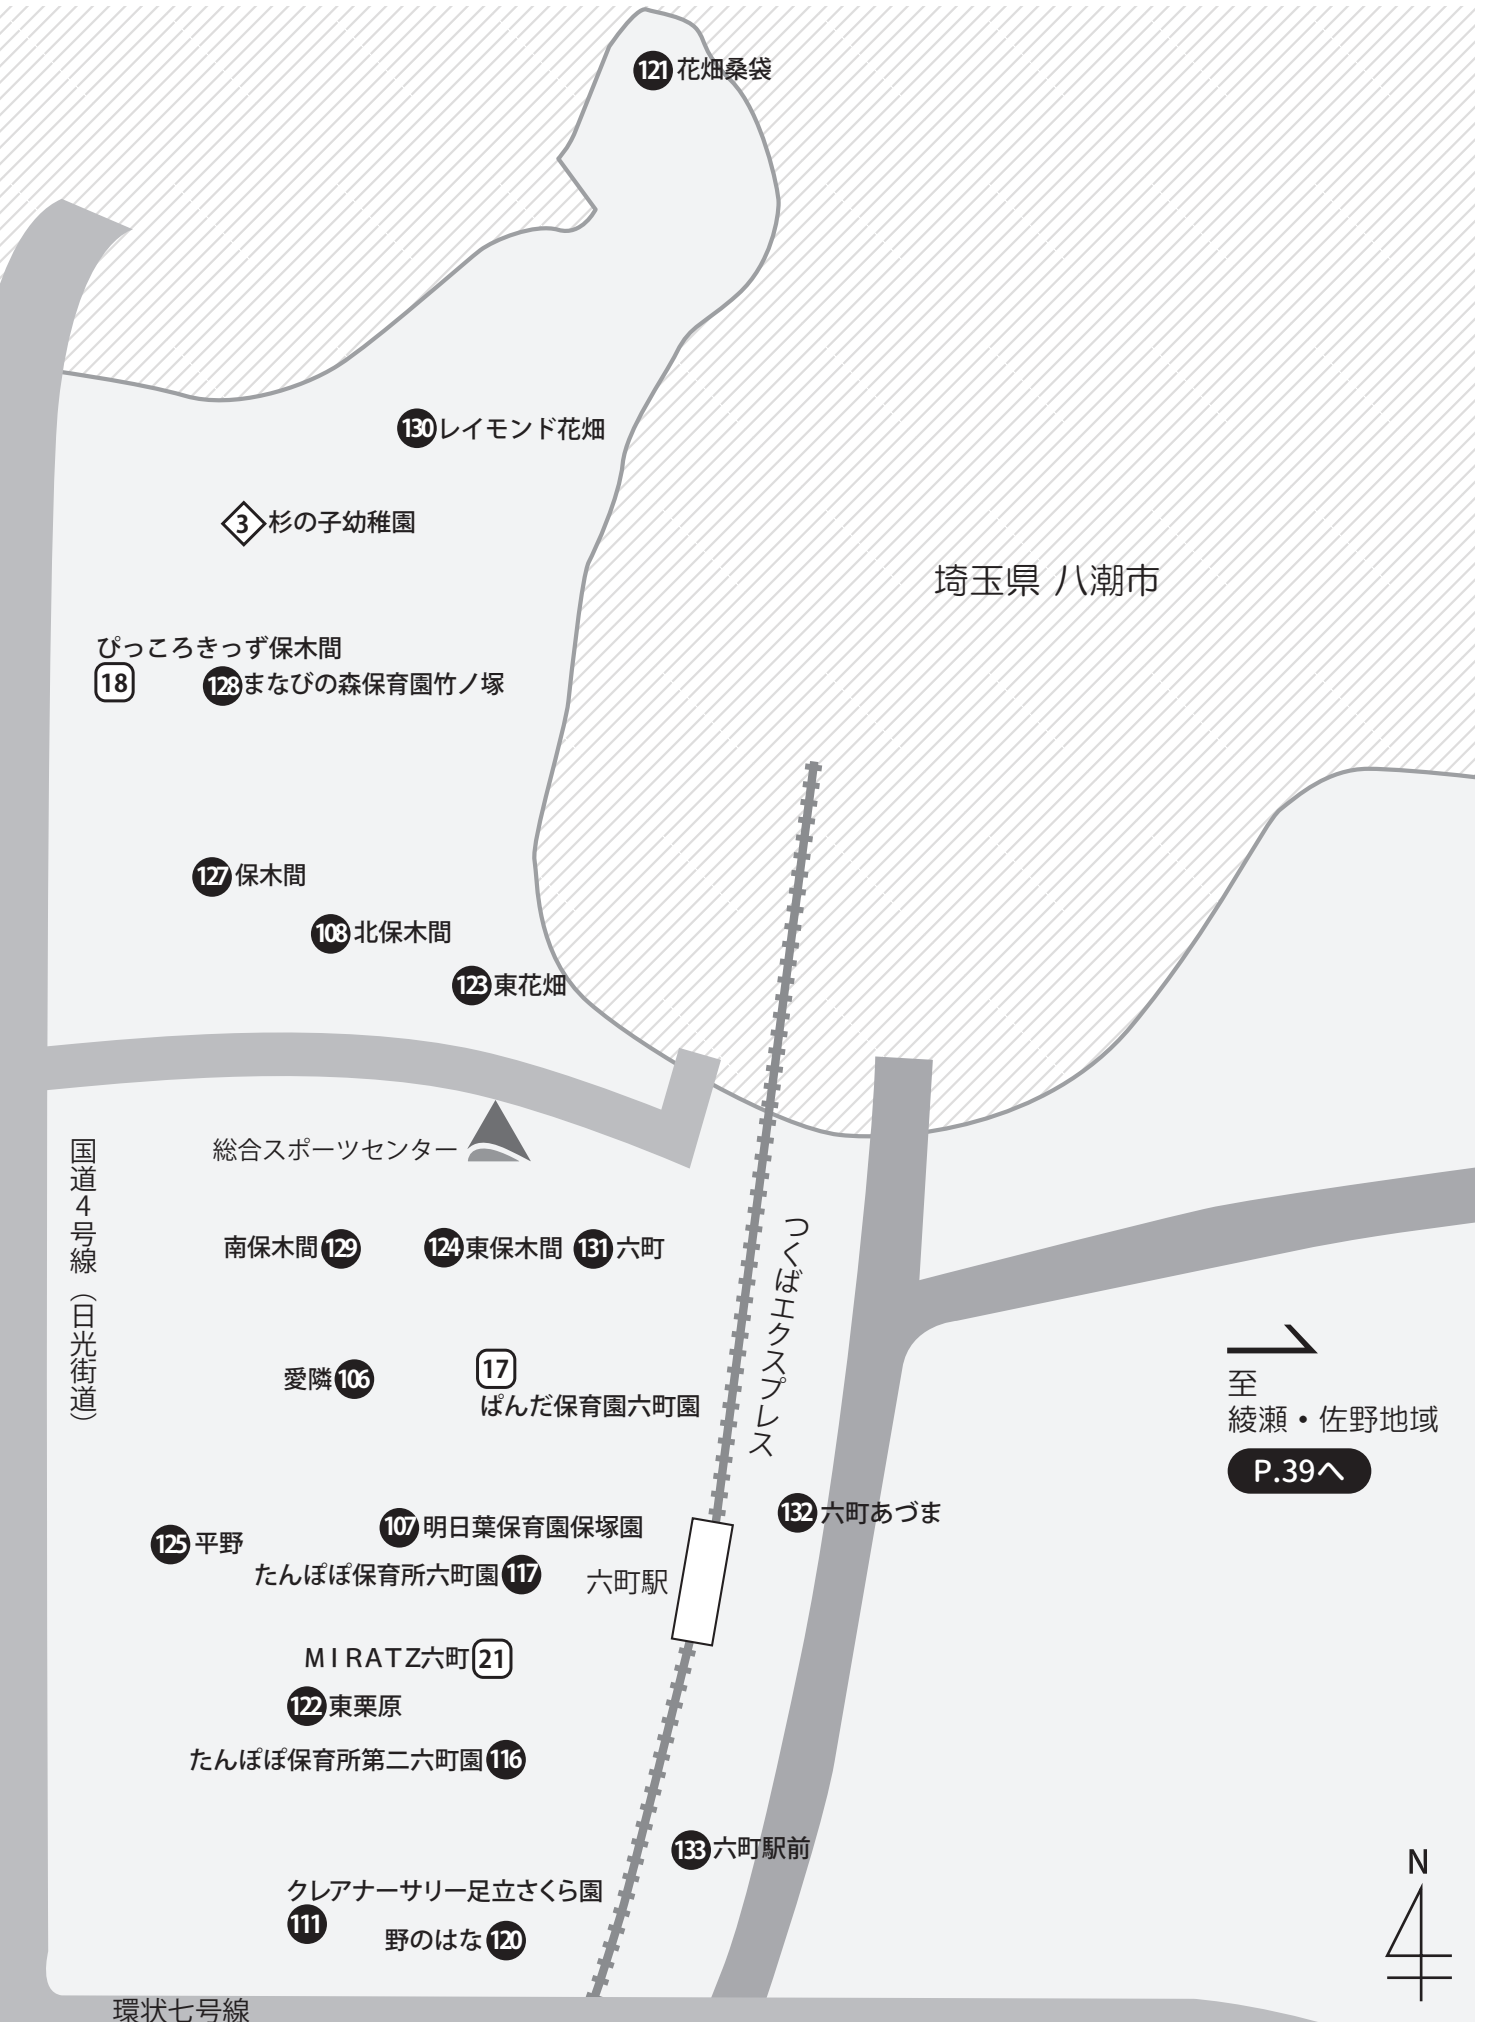 121 花畑桑袋
130 レイモンド花畑
3 杉の子幼稚園
埼玉県 八潮市
ぴっころきっず保木間
18
128 まなびの森保育園竹ノ塚
127 保木間
108 北保木間
123 東花畑
総合スポーツセンター
国道4号線（日光街道）
つくばエクスプレス
南保木間 129
124 東保木間
131 六町
至
綾瀬・佐野地域
P.39へ
愛隣 106
17
ぱんだ保育園六町園
132 六町あづま
107 明日葉保育園保塚園
125 平野
たんぽぽ保育所六町園 117
六町駅
MIRATZ六町 21
122 東栗原
たんぽぽ保育所第二六町園 116
133 六町駅前
N
クレアナーサリー足立さくら園
111
野のはな 120
環状七号線